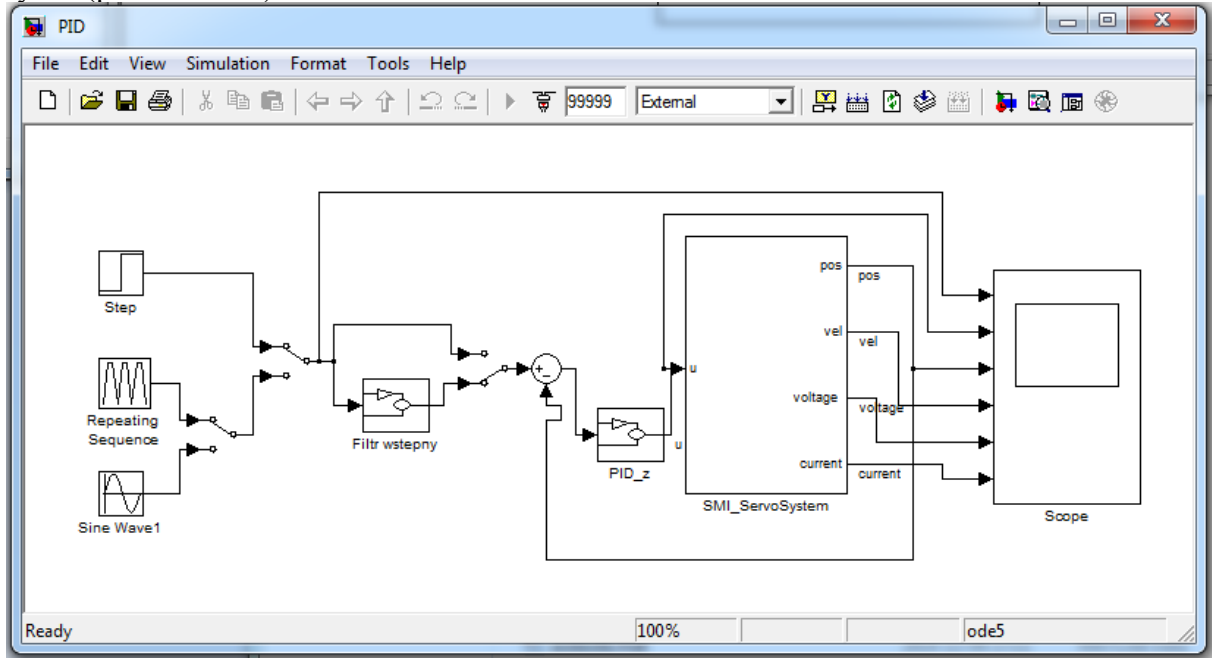 PID
File Edit View Simulation Format Tools Help
99999 External
Step
Repeating
Sequence
Sine Wave1
Filtr wstepny
PID_z
u
u
pos
vel
voltage
current
SMI_ServoSystem
pos
vel
voltage
current
Scope
Ready 100% ode5